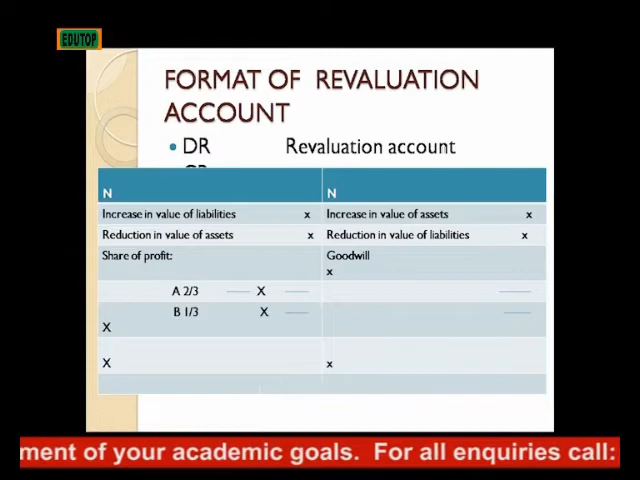 EDUTOP
FORMAT OF REVALUATION
ACCOUNT
• DR Revaluation account
N N
Increase in value of liabilities x Increase in value of assets x
Reduction in value of assets x Reduction in value of liabilities x
Share of profit: Goodwill
x
A 2/3 X
B 1/3 X
X
X x
ment of your academic goals. For all enquiries call: